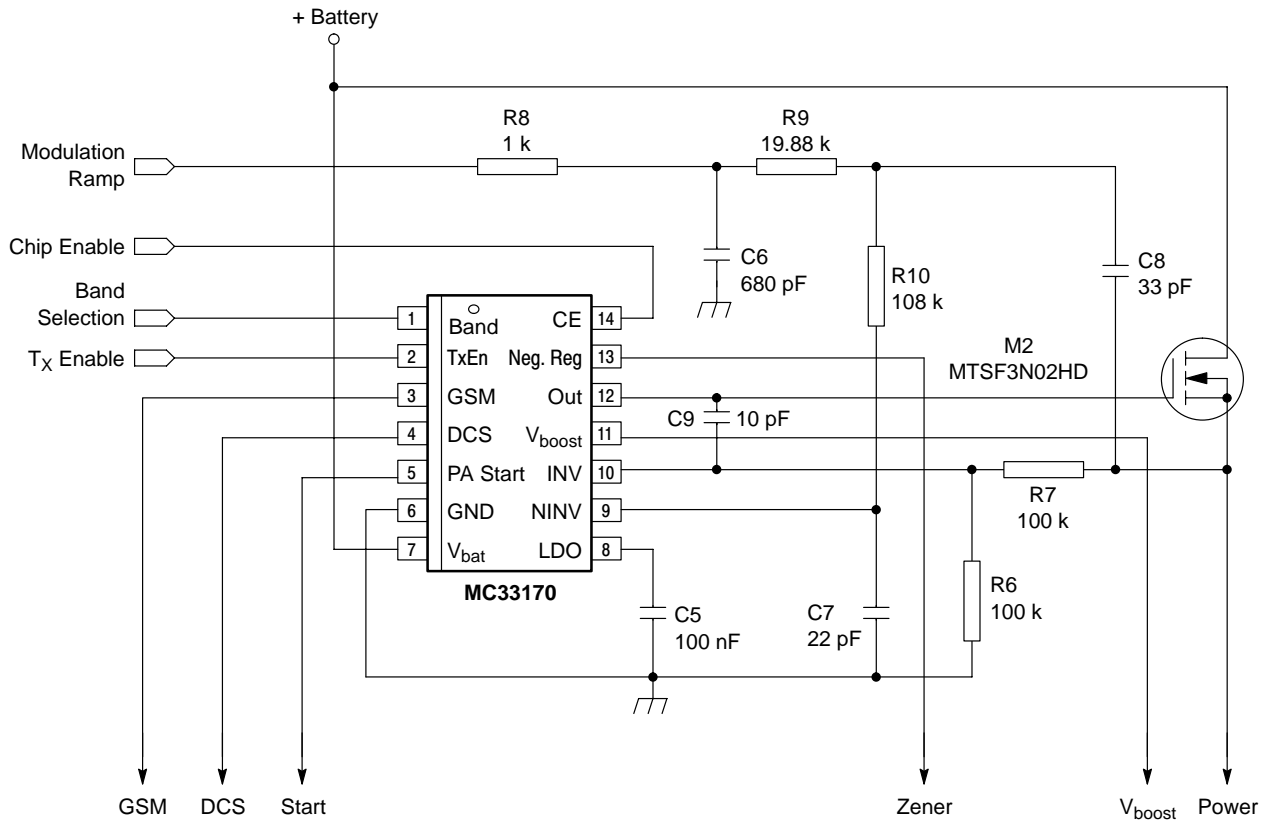 + Battery
R8
1 k
R9
19.88 k
Modulation
Ramp
Chip Enable
C6
680 pF
R10
108 k
C8
33 pF
Band
Selection
TX Enable
M2
MTSF3N02HD
1
Band
CE
14
2
TxEn
Neg. Reg
13
3
GSM
Out
12
4
DCS
Vboost
11
5
PA Start
INV
10
6
GND
NINV
9
7
Vbat
LDO
8
MC33170
C9
10 pF
R7
100 k
R6
100 k
C5
100 nF
C7
22 pF
GSM
DCS
Start
Zener
Vboost
Power